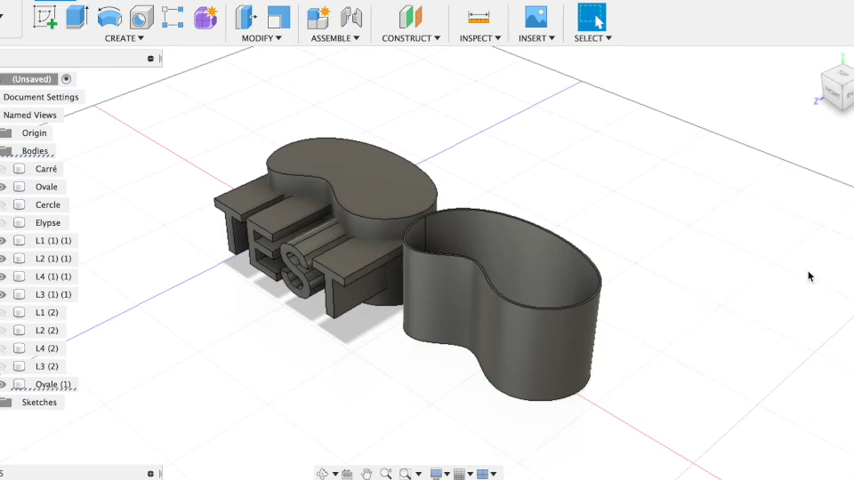 CREATE MODIFY ASSEMBLE CONSTRUCT INSPECT INSERT SELECT
(Unsaved)
Document Settings
Named Views
Origin
Bodies
Carré
Ovale
Cercle
Elypse
L1 (1) (1)
L2 (1) (1)
L4 (1) (1)
L3 (1) (1)
L1 (2)
L2 (2)
L4 (2)
L3 (2)
Ovale (1)
Sketches
TEST
TOP
Z